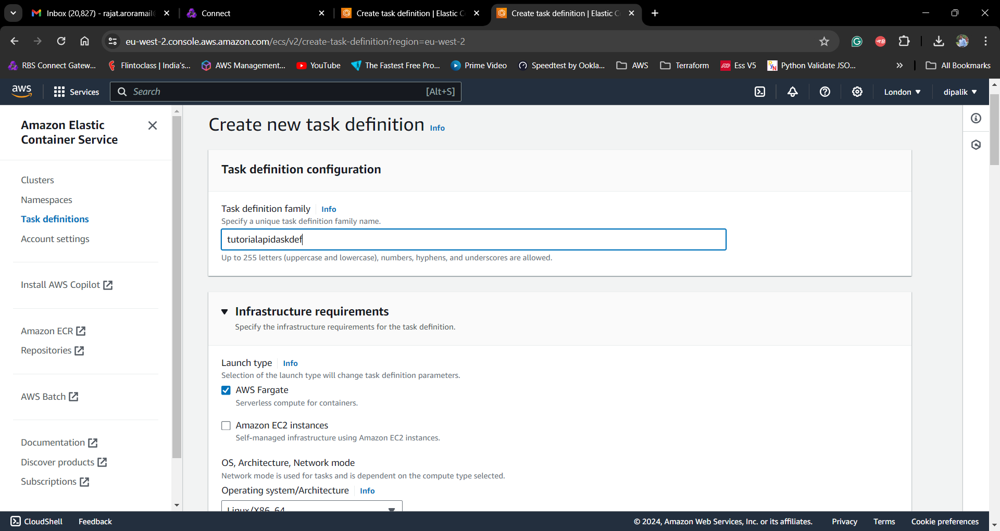 Inbox (20,827) - rajat.aroramail
Connect
Create task definition | Elastic C
Create task definition | Elastic C
eu-west-2.console.aws.amazon.com/ecs/v2/create-task-definition?region=eu-west-2
RBS Connect Gatew...
Flintoclass | India's...
AWS Management...
YouTube
The Fastest Free Pro...
Prime Video
Speedtest by Ookla...
AWS
Terraform
Ess V5
Python Validate JSO...
All Bookmarks
aws
Services
Search
[Alt+S]
London
dipalik
Amazon Elastic
Container Service
Clusters
Namespaces
Task definitions
Account settings
Install AWS Copilot
Amazon ECR
Repositories
AWS Batch
Documentation
Discover products
Subscriptions
Create new task definition Info
Task definition configuration
Task definition family Info
Specify a unique task definition family name.
tutorialapidaskdef
Up to 255 letters (uppercase and lowercase), numbers, hyphens, and underscores are allowed.
Infrastructure requirements
Specify the infrastructure requirements for the task definition.
Launch type Info
Selection of the launch type will change task definition parameters.
AWS Fargate
Serverless compute for containers.
Amazon EC2 instances
Self-managed infrastructure using Amazon EC2 instances.
OS, Architecture, Network mode
Network mode is used for tasks and is dependent on the compute type selected.
Operating system/Architecture Info
Linux/X86_64
CloudShell
Feedback
© 2024, Amazon Web Services, Inc. or its affiliates.
Privacy
Terms
Cookie preferences